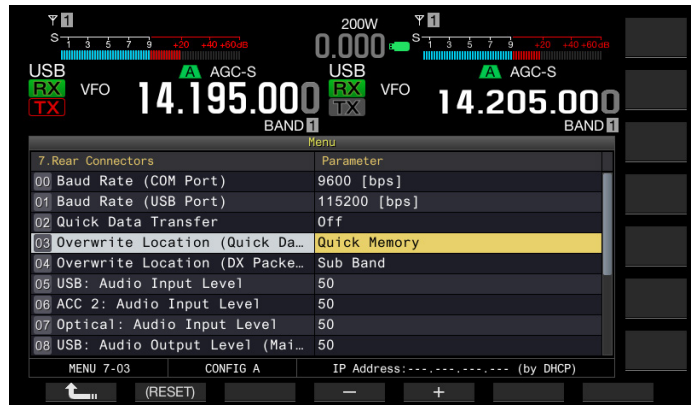 1 200W 1
S 1 3 5 7 9 +20 +40 +60dB 0.000 S 1 3 5 7 9 +20 +40 +60dB
USB A AGC-S USB A AGC-S
RX VFO 14.195.000 RX VFO 14.205.000
TX TX
BAND 1 BAND 1
Menu
7.Rear Connectors Parameter
00 Baud Rate (COM Port) 9600 [bps]
01 Baud Rate (USB Port) 115200 [bps]
02 Quick Data Transfer Off
03 Overwrite Location (Quick Da… Quick Memory
04 Overwrite Location (DX Packe… Sub Band
05 USB: Audio Input Level 50
06 ACC 2: Audio Input Level 50
07 Optical: Audio Input Level 50
08 USB: Audio Output Level (Mai… 50
MENU 7-03 CONFIG A IP Address:---.---.---.--- (by DHCP)
(RESET) − +